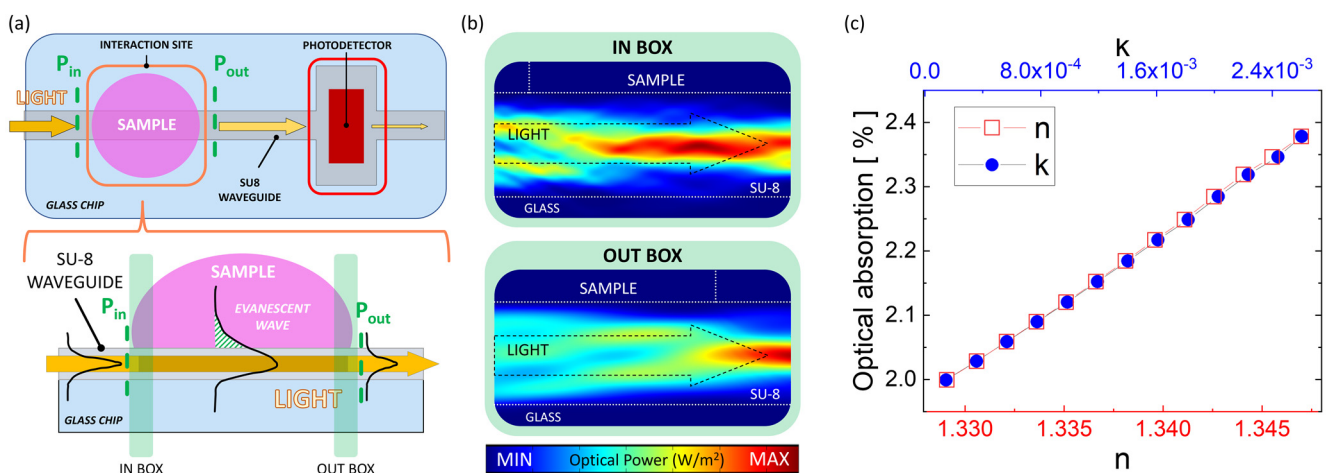 (a)
INTERACTION SITE
PHOTODETECTOR
Pin
Pout
LIGHT
SAMPLE
SU8
WAVEGUIDE
GLASS CHIP
SU-8
WAVEGUIDE
SAMPLE
EVANESCENT
WAVE
Pin
Pout
LIGHT
GLASS CHIP
IN BOX
OUT BOX
(b)
IN BOX
SAMPLE
LIGHT
SU-8
GLASS
OUT BOX
SAMPLE
LIGHT
SU-8
GLASS
MIN Optical Power (W/m²) MAX
(c)
k
0.0 8.0x10⁻⁴ 1.6x10⁻³ 2.4x10⁻³
n
k
Optical absorption [ % ]
2.4
2.3
2.2
2.1
2.0
1.330 1.335 1.340 1.345
n